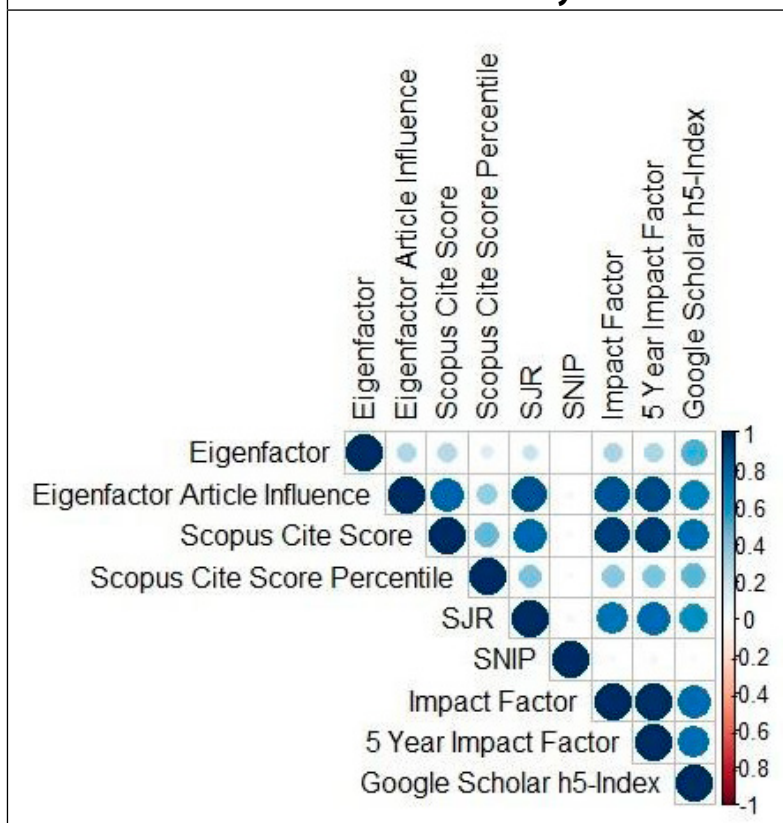 Eigenfactor
Eigenfactor Article Influence
Scopus Cite Score
Scopus Cite Score Percentile
SJR
SNIP
Impact Factor
5 Year Impact Factor
Google Scholar h5-Index
Eigenfactor
Eigenfactor Article Influence
Scopus Cite Score
Scopus Cite Score Percentile
SJR
SNIP
Impact Factor
5 Year Impact Factor
Google Scholar h5-Index
1
0.8
0.6
0.4
0.2
0
-0.2
-0.4
-0.6
-0.8
-1